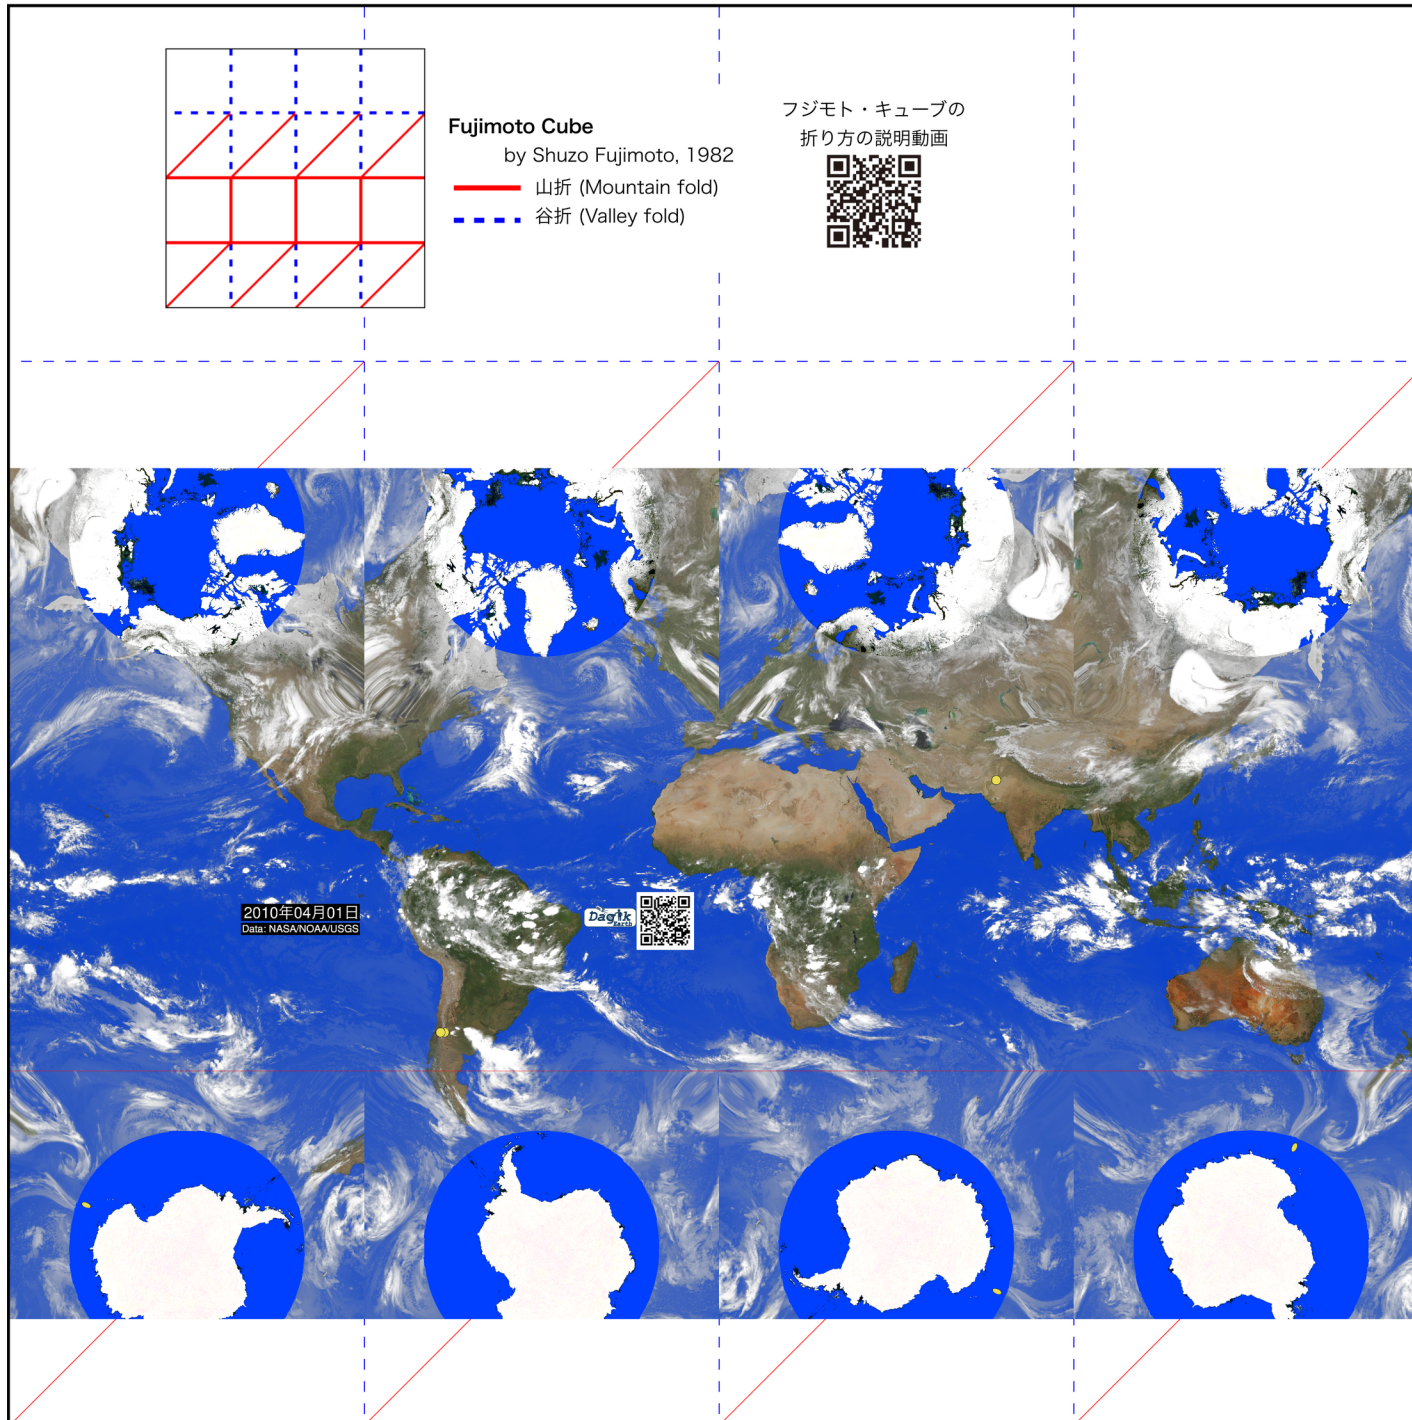 Fujimoto Cube
by Shuzo Fujimoto, 1982
山折 (Mountain fold)
谷折 (Valley fold)
フジモト・キューブの
折り方の説明動画
2010年04月01日
Data: NASA/NOAA/USGS
Dagik
Earth